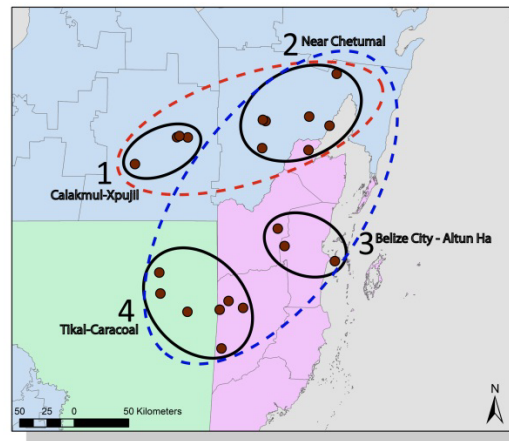 2 Near Chetumal
1
Calakmul-Xpujil
3 Belize City - Altun Ha
4
Tikal-Caracoal
50 25 0 50 Kilometers
N